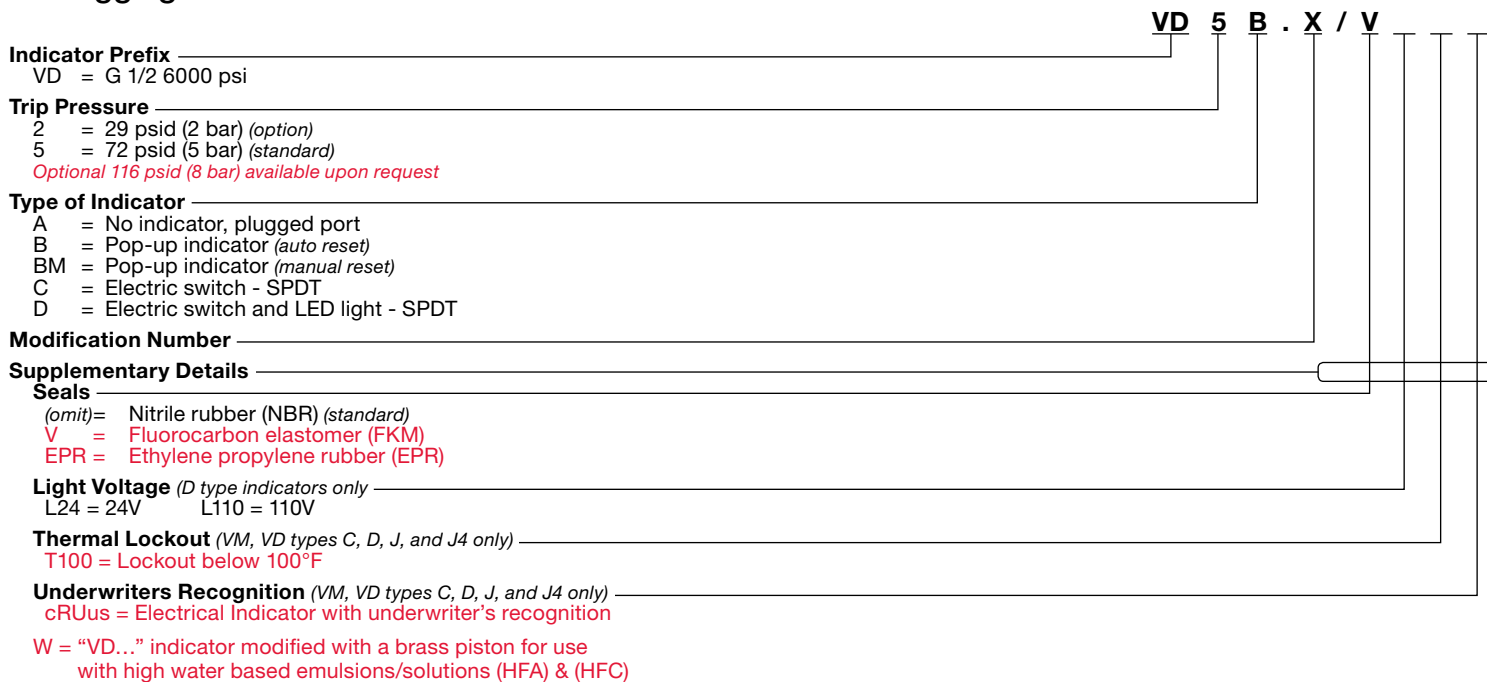 VD 5 B . X / V
Indicator Prefix
VD = G 1/2 6000 psi
Trip Pressure
2 = 29 psid (2 bar) (option)
5 = 72 psid (5 bar) (standard)
Optional 116 psid (8 bar) available upon request
Type of Indicator
A = No indicator, plugged port
B = Pop-up indicator (auto reset)
BM = Pop-up indicator (manual reset)
C = Electric switch - SPDT
D = Electric switch and LED light - SPDT
Modification Number
Supplementary Details
Seals
(omit)= Nitrile rubber (NBR) (standard)
V = Fluorocarbon elastomer (FKM)
EPR = Ethylene propylene rubber (EPR)
Light Voltage (D type indicators only
L24 = 24V L110 = 110V
Thermal Lockout (VM, VD types C, D, J, and J4 only)
T100 = Lockout below 100°F
Underwriters Recognition (VM, VD types C, D, J, and J4 only)
cRUus = Electrical Indicator with underwriter's recognition
W = “VD…” indicator modified with a brass piston for use
with high water based emulsions/solutions (HFA) & (HFC)